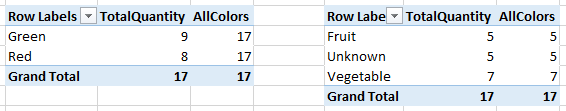 Row Labels TotalQuantity AllColors
Green 9 17
Red 8 17
Grand Total 17 17
Row Labe TotalQuantity AllColors
Fruit 5 5
Unknown 5 5
Vegetable 7 7
Grand Total 17 17